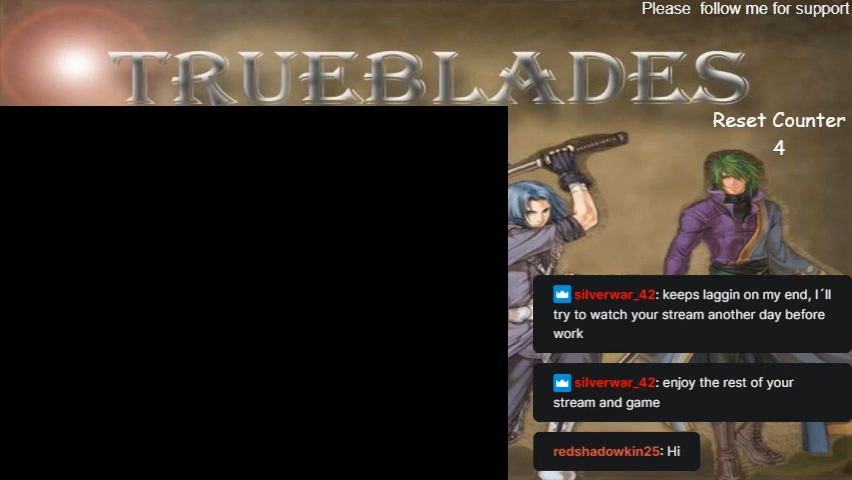 Please  follow me for support
TRUEBLADES
Reset Counter
4
silverwar_42: keeps laggin on my end, I´ll
try to watch your stream another day before
work
silverwar_42: enjoy the rest of your
stream and game
redshadowkin25: Hi